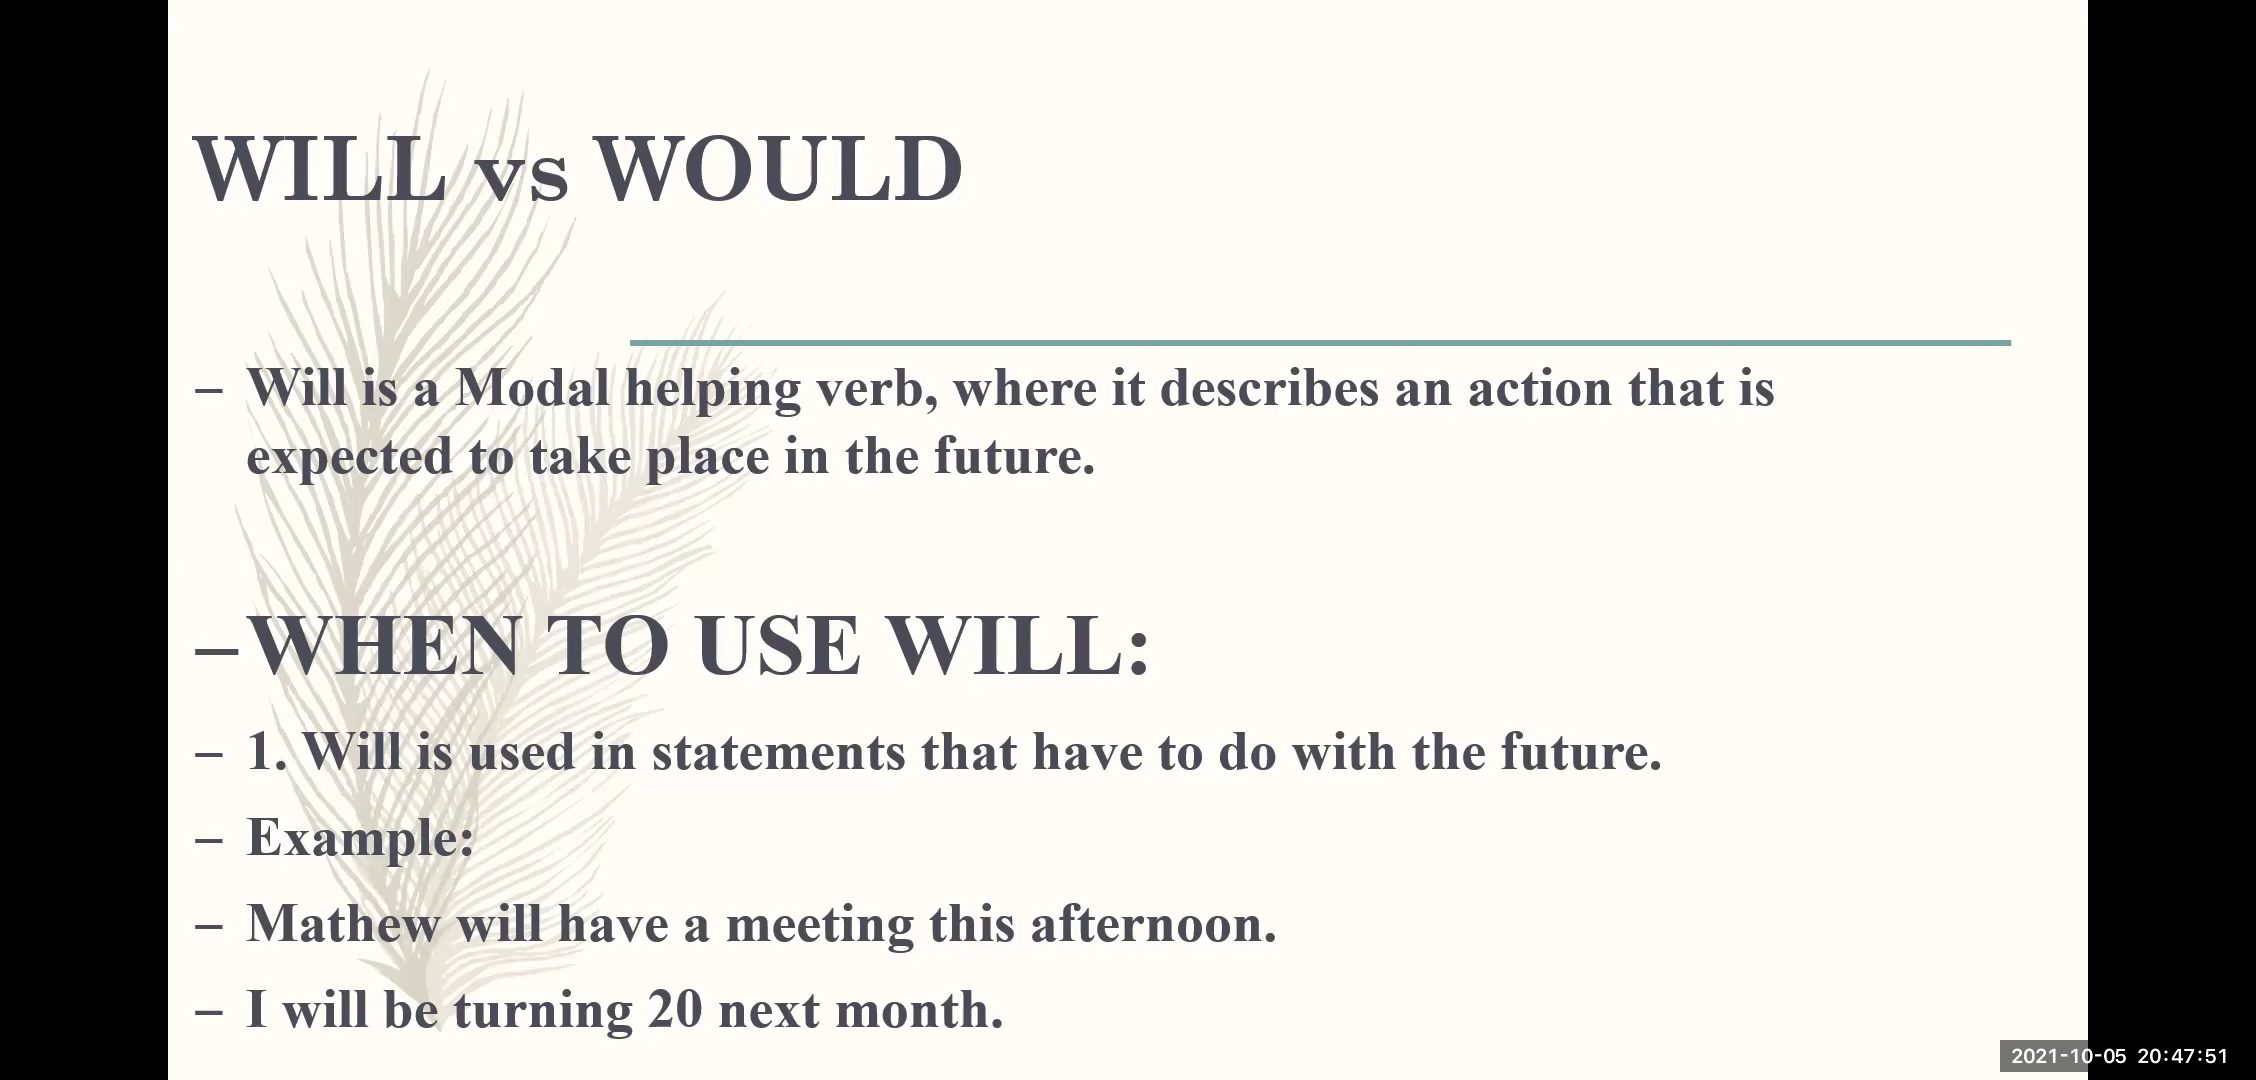 WILL vs WOULD
– Will is a Modal helping verb, where it describes an action that is
expected to take place in the future.
– WHEN TO USE WILL:
– 1. Will is used in statements that have to do with the future.
– Example:
– Mathew will have a meeting this afternoon.
– I will be turning 20 next month.
2021-10-05 20:47:51